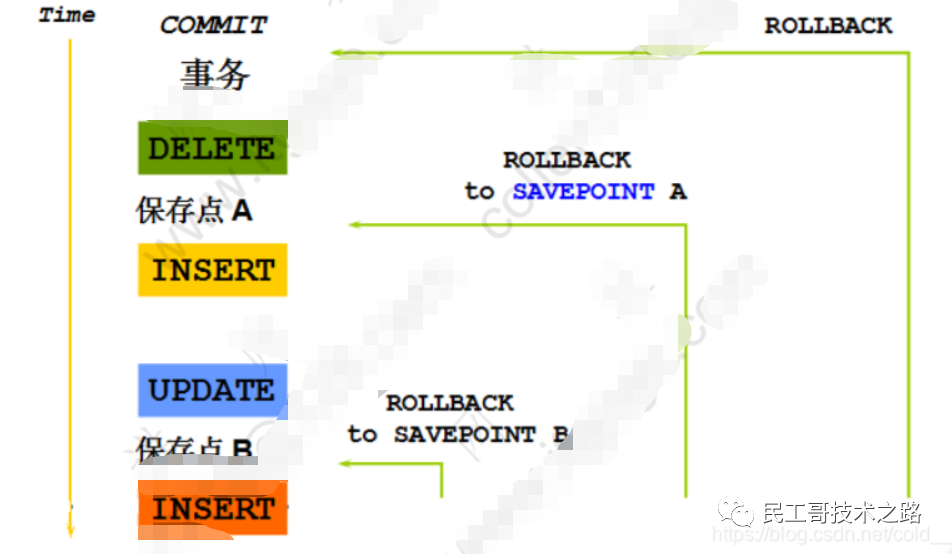 Time
COMMIT
ROLLBACK
事务
DELETE
ROLLBACK
to SAVEPOINT A
保存点 A
INSERT
UPDATE
ROLLBACK
to SAVEPOINT B
保存点 B
INSERT
民工哥技术之路
https://blog.csdn.net/cold_